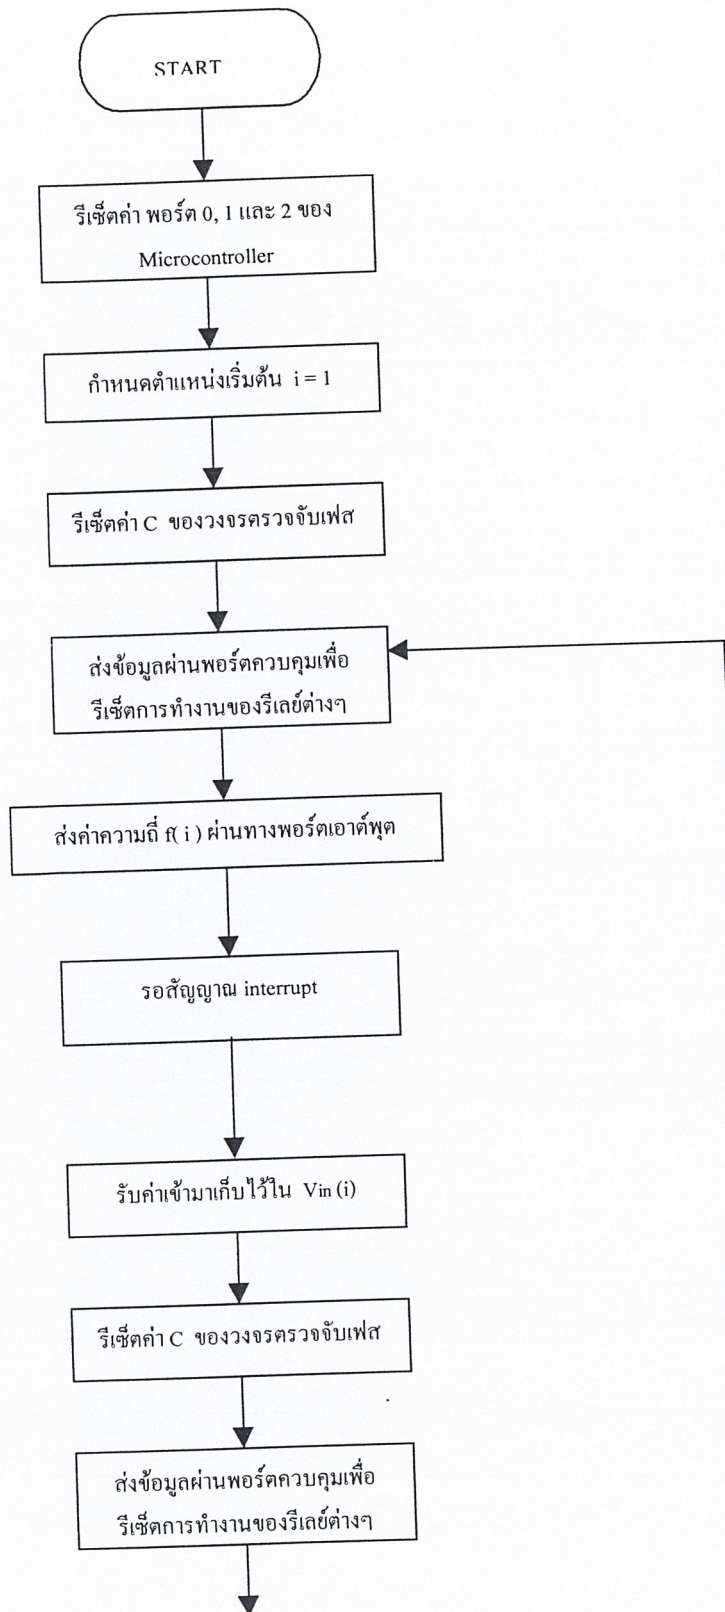 START
รีเซ็ตค่า พอร์ต 0, 1 และ 2 ของ
Microcontroller
กำหนดตำแหน่งเริ่มต้น i = 1
รีเซ็ตค่า C ของวงจรตรวจจับเฟส
ส่งข้อมูลผ่านพอร์ตควบคุมเพื่อ
รีเซ็ตการทำงานของรีเลย์ต่างๆ
ส่งค่าความถี่ f( i ) ผ่านทางพอร์ตเอาต์พุต
รอสัญญาณ interrupt
รับค่าเข้ามาเก็บไว้ใน Vin (i)
รีเซ็ตค่า C ของวงจรตรวจจับเฟส
ส่งข้อมูลผ่านพอร์ตควบคุมเพื่อ
รีเซ็ตการทำงานของรีเลย์ต่างๆ